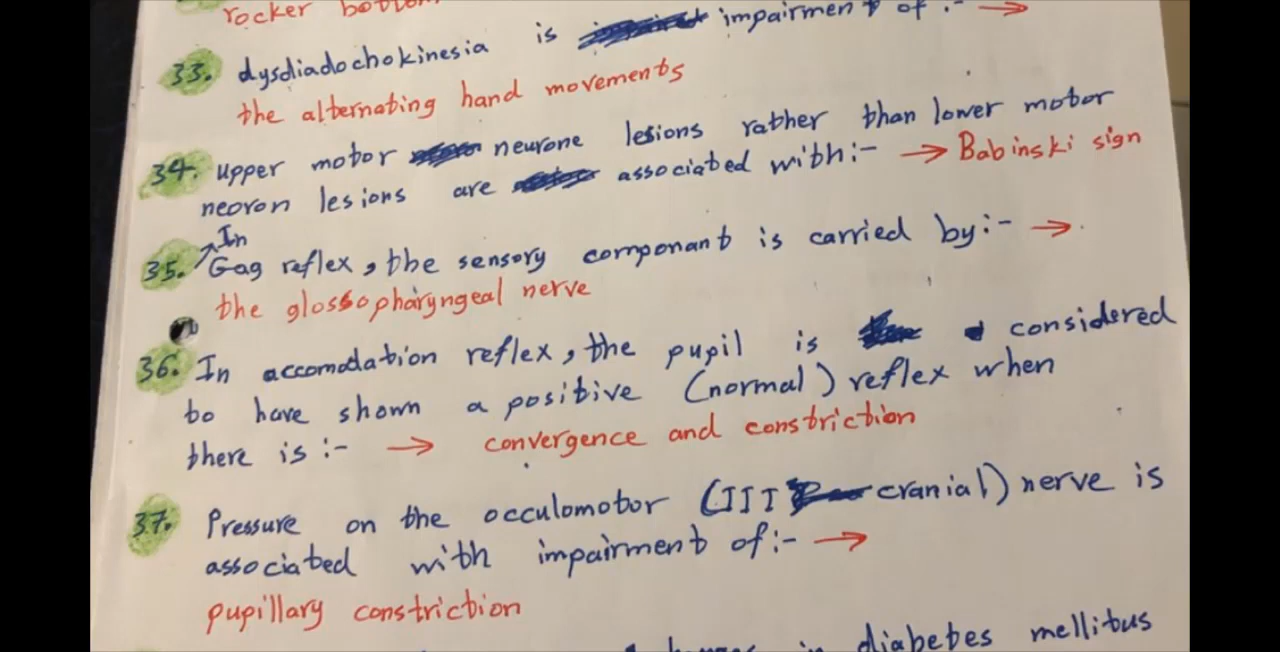 rocker bottom
33. dysdiadochokinesia is impairment of :- →
the alternating hand movements
34. Upper motor neurone lesions rather than lower motor
neoron lesions are associated with:- → Babinski sign
In
35. Gag reflex, the sensory componant is carried by:- →
the glossopharyngeal nerve
36. In accomodation reflex, the pupil is considered
to have shown a positive (normal) reflex when
there is :- → convergence and constriction
37. Pressure on the occulomotor (III cranial) nerve is
associated with impairment of:- →
pupillary constriction
in diabetes mellitus